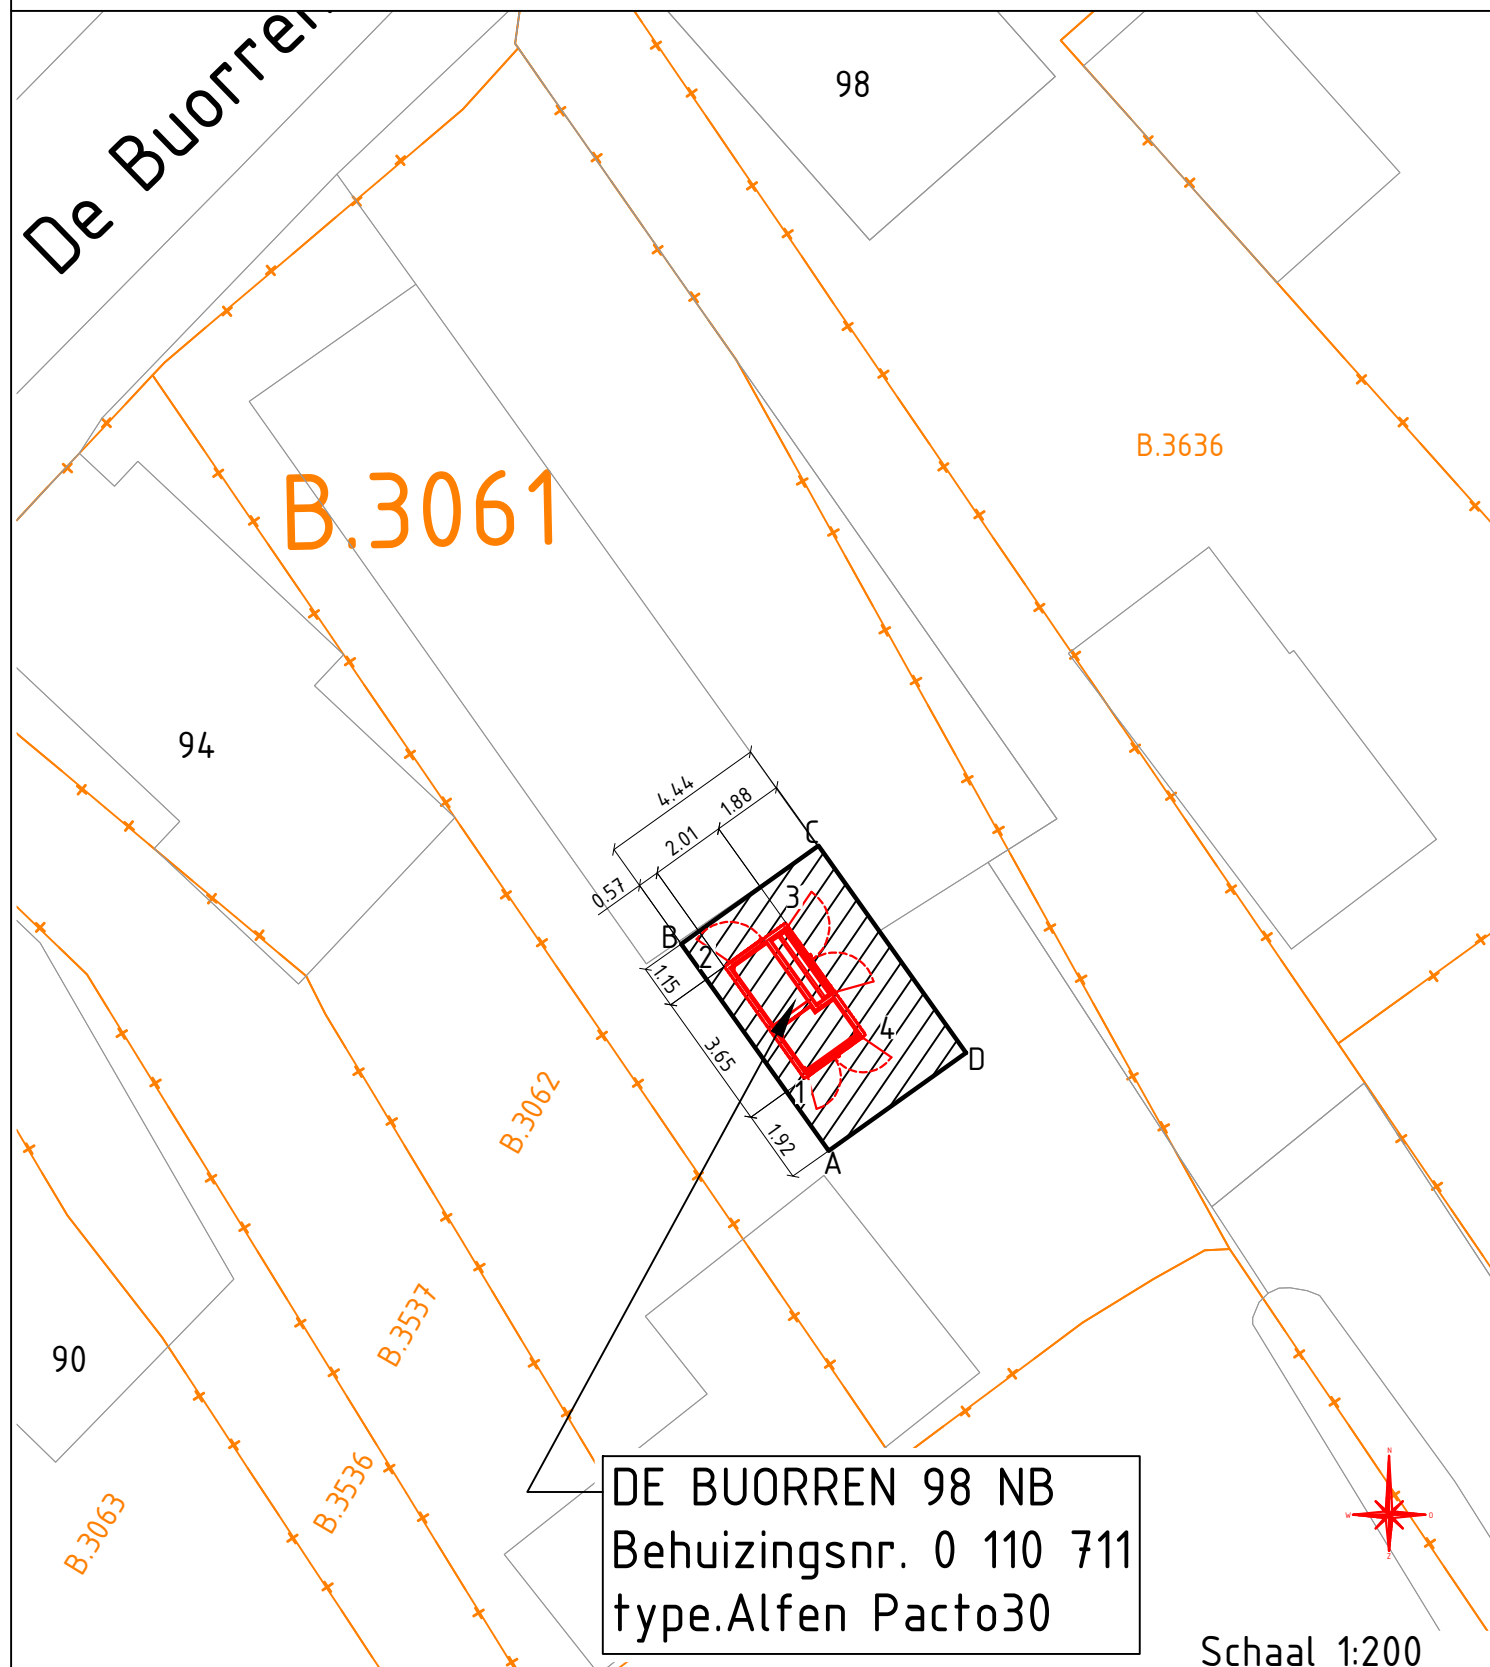 De Buorren
98
B.3636
B.3061
94
4.44
1.88
2.01
0.57
C
3
B
2
1.15
4
3.65
D
1
1.92
A
B.3062
B.3537
90
B.3536
B.3063
N
W
O
Z
DE BUORREN 98 NB
Behuizingsnr. 0 110 711
type.Alfen Pacto30
Schaal 1:200